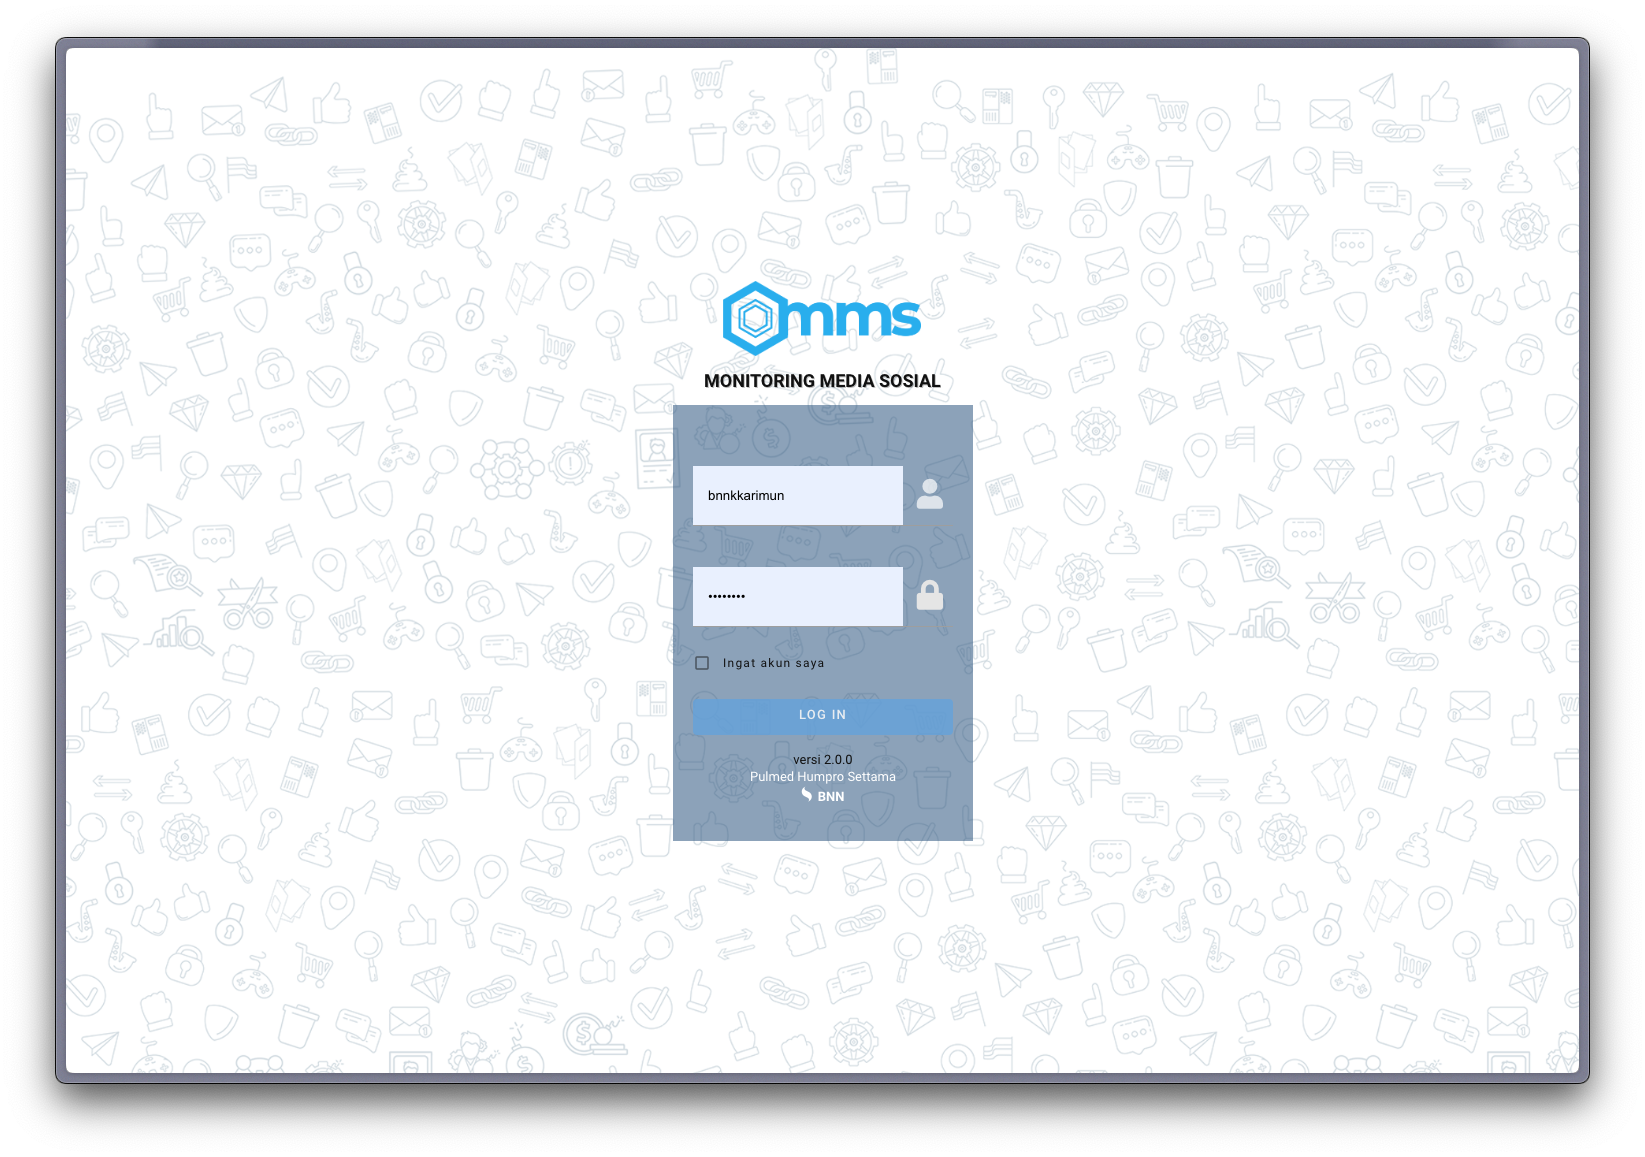 mms
MONITORING MEDIA SOSIAL
bnnkkarimun
••••••••
Ingat akun saya
LOG IN
versi 2.0.0
Pulmed Humpro Settama
BNN